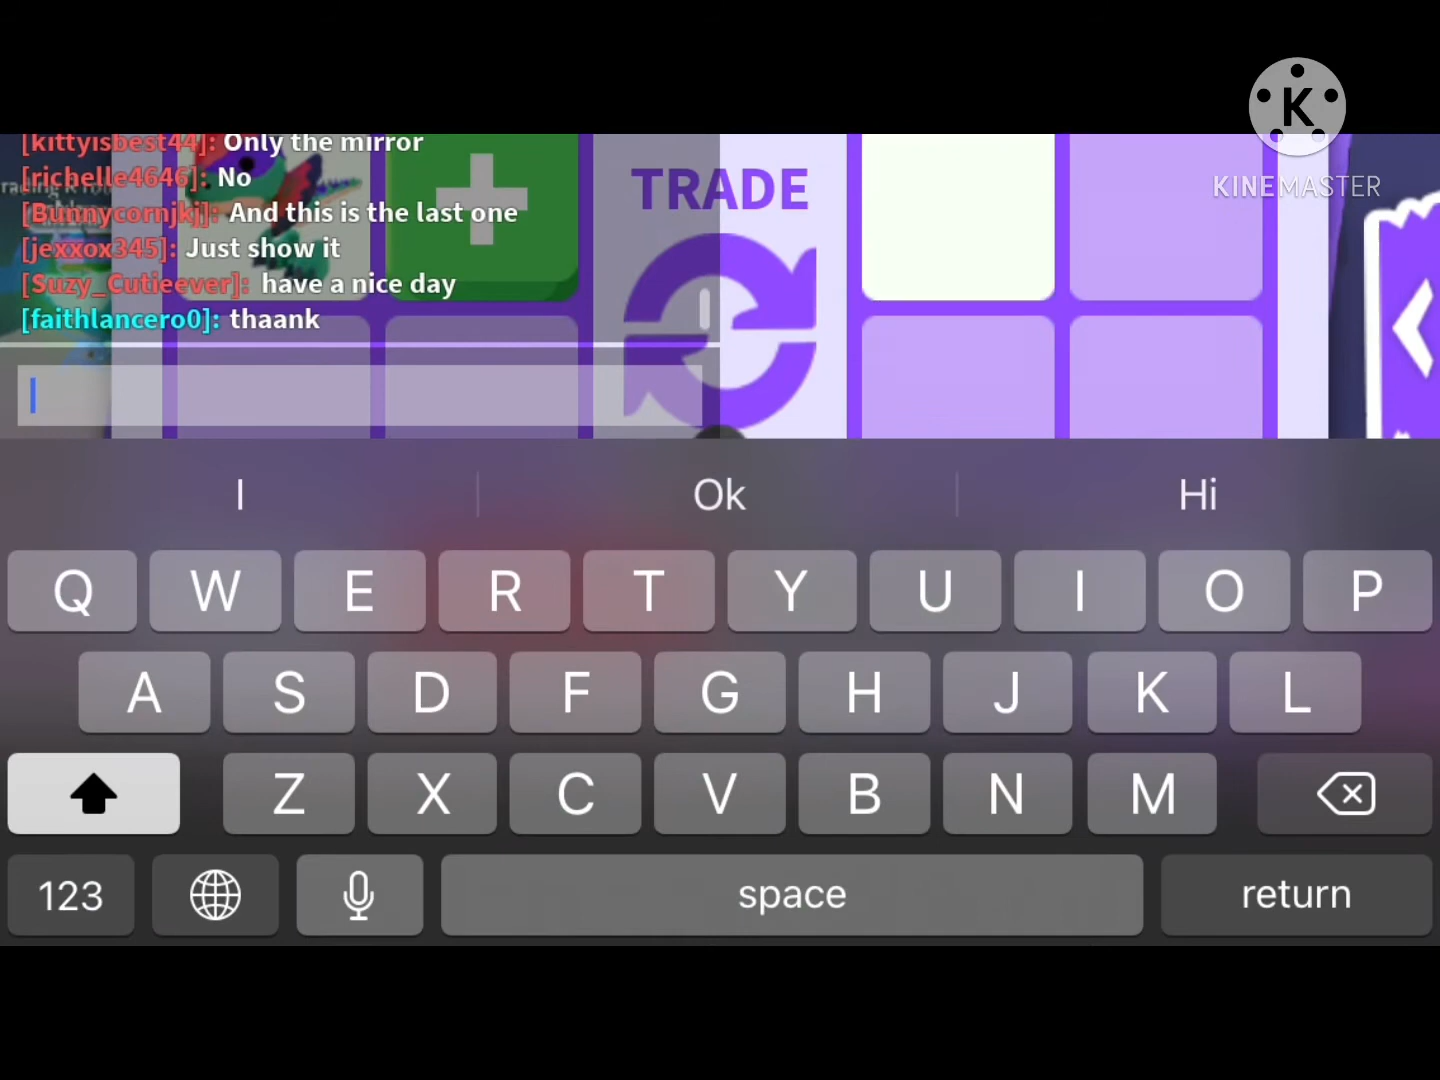 [kittyisbest44]: Only the mirror
[richelle4646]: No
[Bunnycornjkj]: And this is the last one
[jexxox345]: Just show it
[Suzy_Cutieever]: have a nice day
[faithlancero0]: thaank
TRADE
K
KINEMASTER
I Ok Hi
Q W E R T Y U I O P
A S D F G H J K L
Z X C V B N M
123 space return